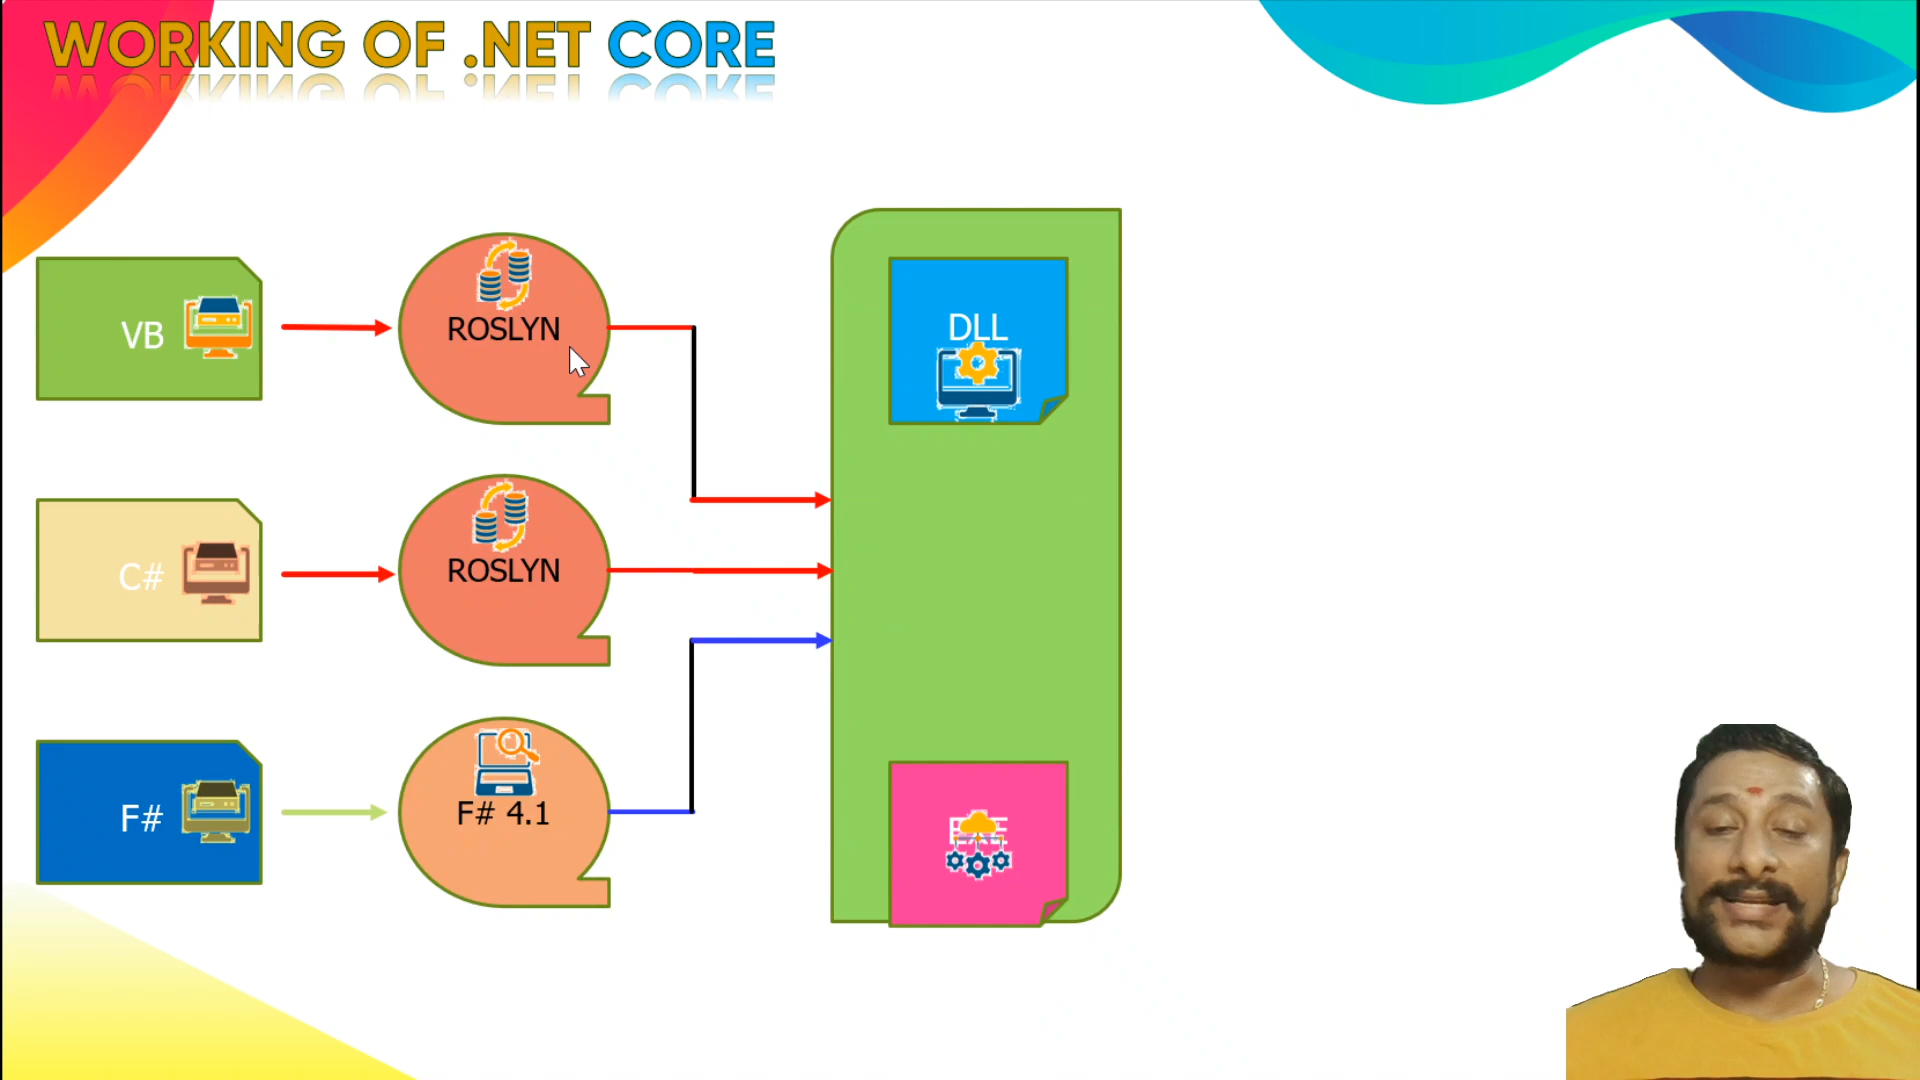 WORKING OF .NET CORE
VB
ROSLYN
DLL
C#
ROSLYN
F#
F# 4.1